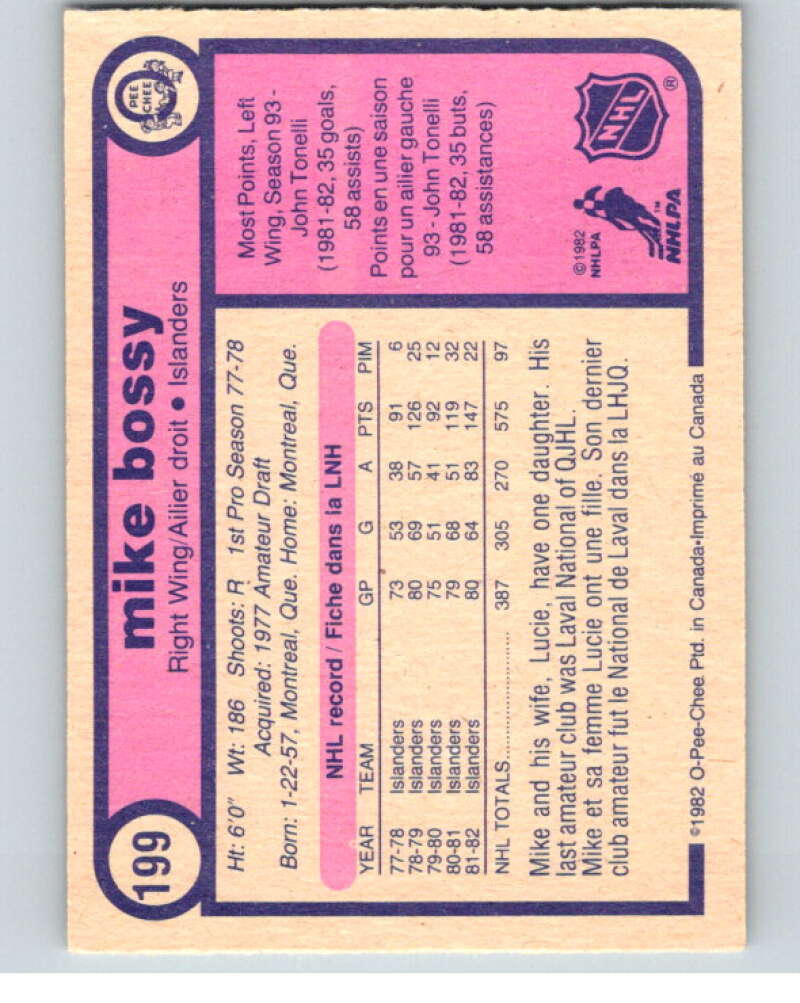 199
mike bossy
Right Wing/Ailier droit • Islanders
O
PEE
CHEE
Ht: 6'0" Wt: 186 Shoots: R 1st Pro Season 77-78
Acquired: 1977 Amateur Draft
Born: 1-22-57, Montreal, Que. Home: Montreal, Que.
NHL record / Fiche dans la LNH
YEAR TEAM GP G A PTS PIM
77-78 Islanders 73 53 38 91 6
78-79 Islanders 80 69 57 126 25
79-80 Islanders 75 51 41 92 12
80-81 Islanders 79 68 51 119 32
81-82 Islanders 80 64 83 147 22
NHL TOTALS................ 387 305 270 575 97
Mike and his wife, Lucie, have one daughter. His
last amateur club was Laval National of QJHL.
Mike et sa femme Lucie ont une fille. Son dernier
club amateur fut le National de Laval dans la LHJQ.
Most Points, Left
Wing, Season 93 -
John Tonelli
(1981-82, 35 goals,
58 assists)
Points en une saison
pour un ailier gauche
93 - John Tonelli
(1981-82, 35 buts,
58 assistances)
©1982
NHLPA
NHLPA
™
NHL
®
©1982 O-Pee-Chee Ptd. in Canada•Imprimé au Canada